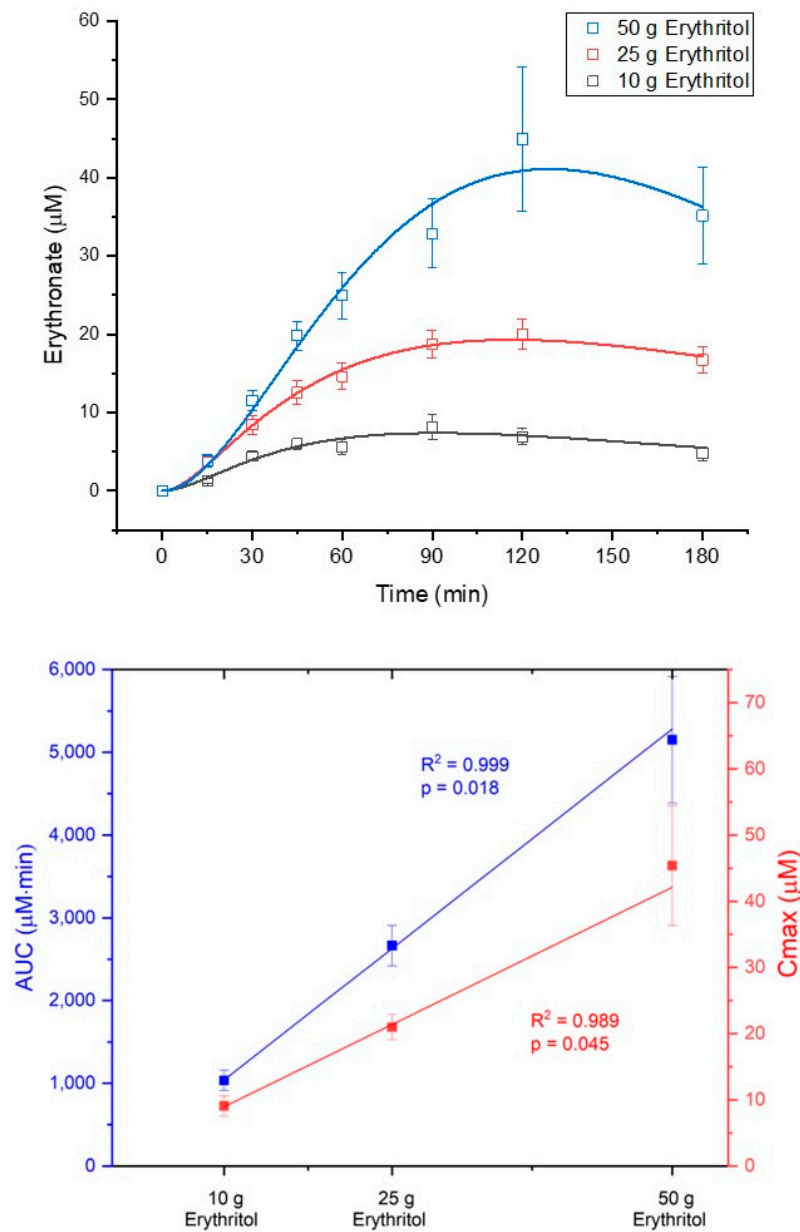 60
50
40
30
20
10
0
Erythronate (μM)
50 g Erythritol
25 g Erythritol
10 g Erythritol
0 30 60 90 120 150 180
Time (min)
6,000
5,000
4,000
3,000
2,000
1,000
0
AUC (μM·min)
R² = 0.999
p = 0.018
R² = 0.989
p = 0.045
70
60
50
40
30
20
10
0
Cmax (μM)
10 g 25 g 50 g
Erythritol Erythritol Erythritol